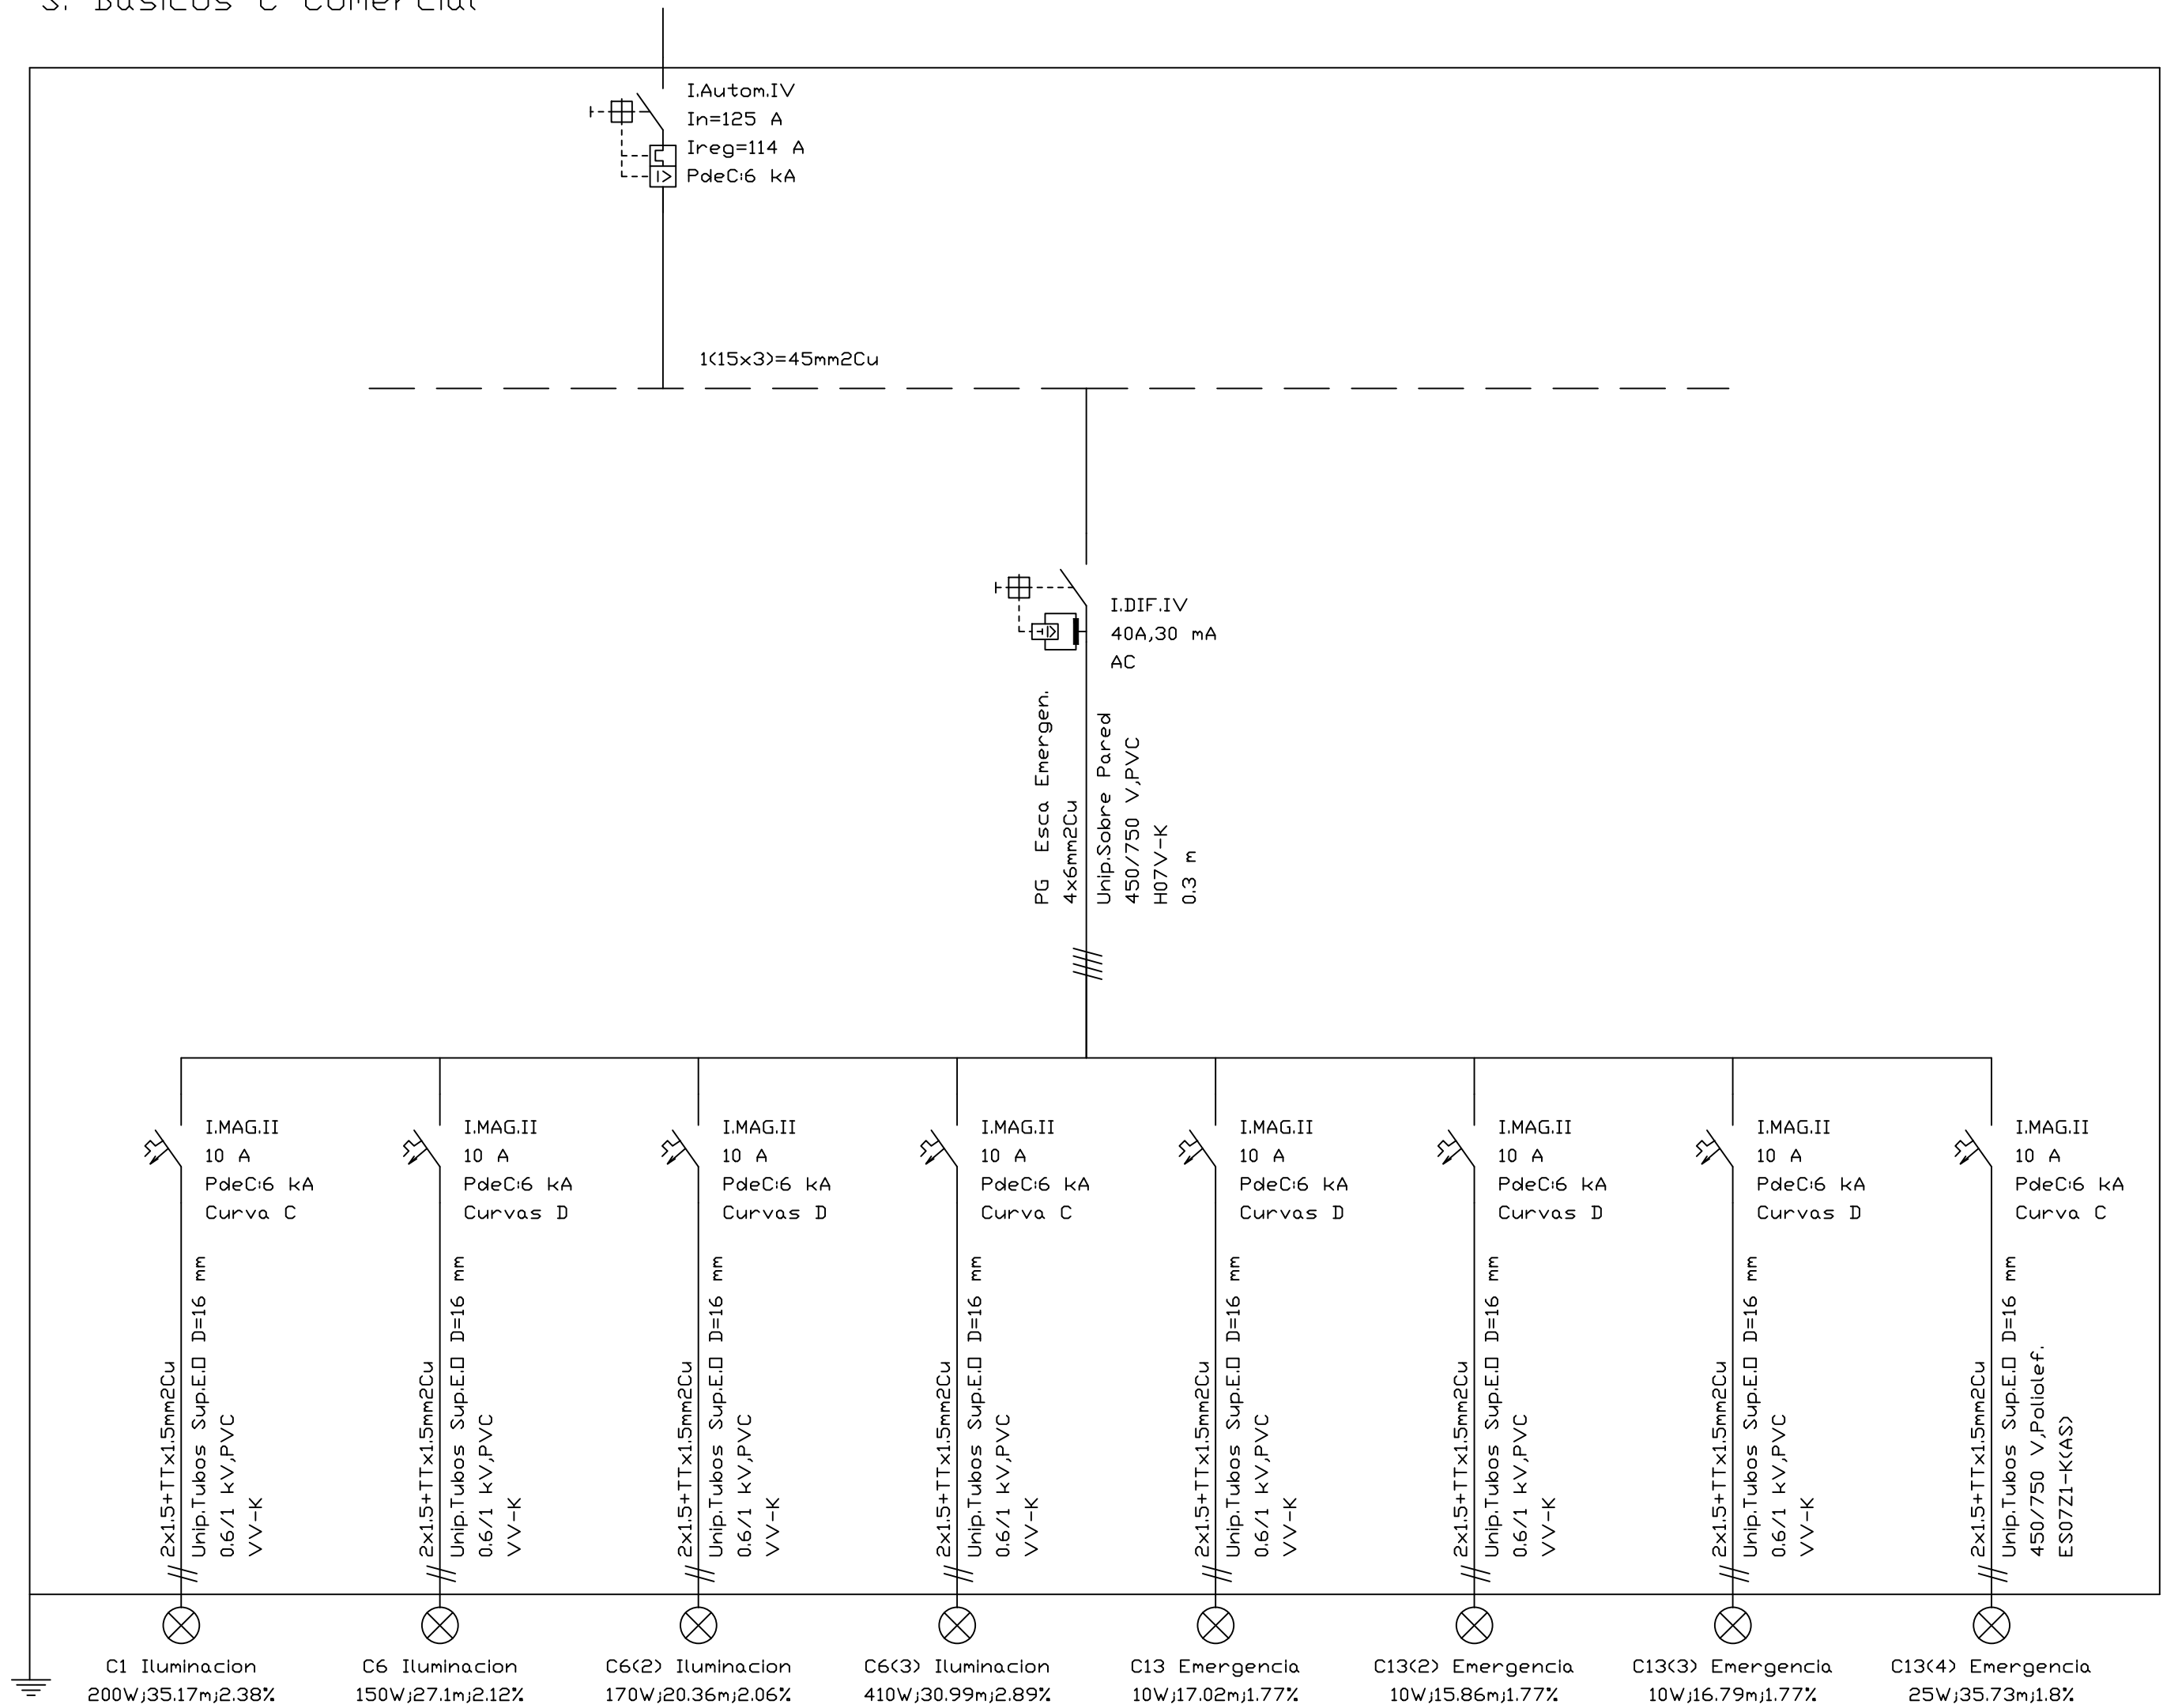 S. Basicos C Comercial
I.Autom.IV
In=125 A
Ireg=114 A
PdeC:6 kA
1(15x3)=45mm2Cu
I.DIF.IV
40A,30 mA
AC
PG Esca Emergen.
4x6mm2Cu
Unip.Sobre Pared
450/750 V,PVC
H07V-K
0.3 m
I.MAG.II
10 A
PdeC:6 kA
Curva C
I.MAG.II
10 A
PdeC:6 kA
Curvas D
I.MAG.II
10 A
PdeC:6 kA
Curvas D
I.MAG.II
10 A
PdeC:6 kA
Curva C
I.MAG.II
10 A
PdeC:6 kA
Curvas D
I.MAG.II
10 A
PdeC:6 kA
Curvas D
I.MAG.II
10 A
PdeC:6 kA
Curvas D
I.MAG.II
10 A
PdeC:6 kA
Curva C
2x1.5+TTx1.5mm2Cu
Unip.Tubos Sup.E.□ D=16 mm
0.6/1 kV,PVC
VV-K
2x1.5+TTx1.5mm2Cu
Unip.Tubos Sup.E.□ D=16 mm
0.6/1 kV,PVC
VV-K
2x1.5+TTx1.5mm2Cu
Unip.Tubos Sup.E.□ D=16 mm
0.6/1 kV,PVC
VV-K
2x1.5+TTx1.5mm2Cu
Unip.Tubos Sup.E.□ D=16 mm
0.6/1 kV,PVC
VV-K
2x1.5+TTx1.5mm2Cu
Unip.Tubos Sup.E.□ D=16 mm
0.6/1 kV,PVC
VV-K
2x1.5+TTx1.5mm2Cu
Unip.Tubos Sup.E.□ D=16 mm
0.6/1 kV,PVC
VV-K
2x1.5+TTx1.5mm2Cu
Unip.Tubos Sup.E.□ D=16 mm
0.6/1 kV,PVC
VV-K
2x1.5+TTx1.5mm2Cu
Unip.Tubos Sup.E.□ D=16 mm
450/750 V,Poliolef.
ES07Z1-K(AS)
C1 Iluminacion
200W;35.17m;2.38%
C6 Iluminacion
150W;27.1m;2.12%
C6(2) Iluminacion
170W;20.36m;2.06%
C6(3) Iluminacion
410W;30.99m;2.89%
C13 Emergencia
10W;17.02m;1.77%
C13(2) Emergencia
10W;15.86m;1.77%
C13(3) Emergencia
10W;16.79m;1.77%
C13(4) Emergencia
25W;35.73m;1.8%